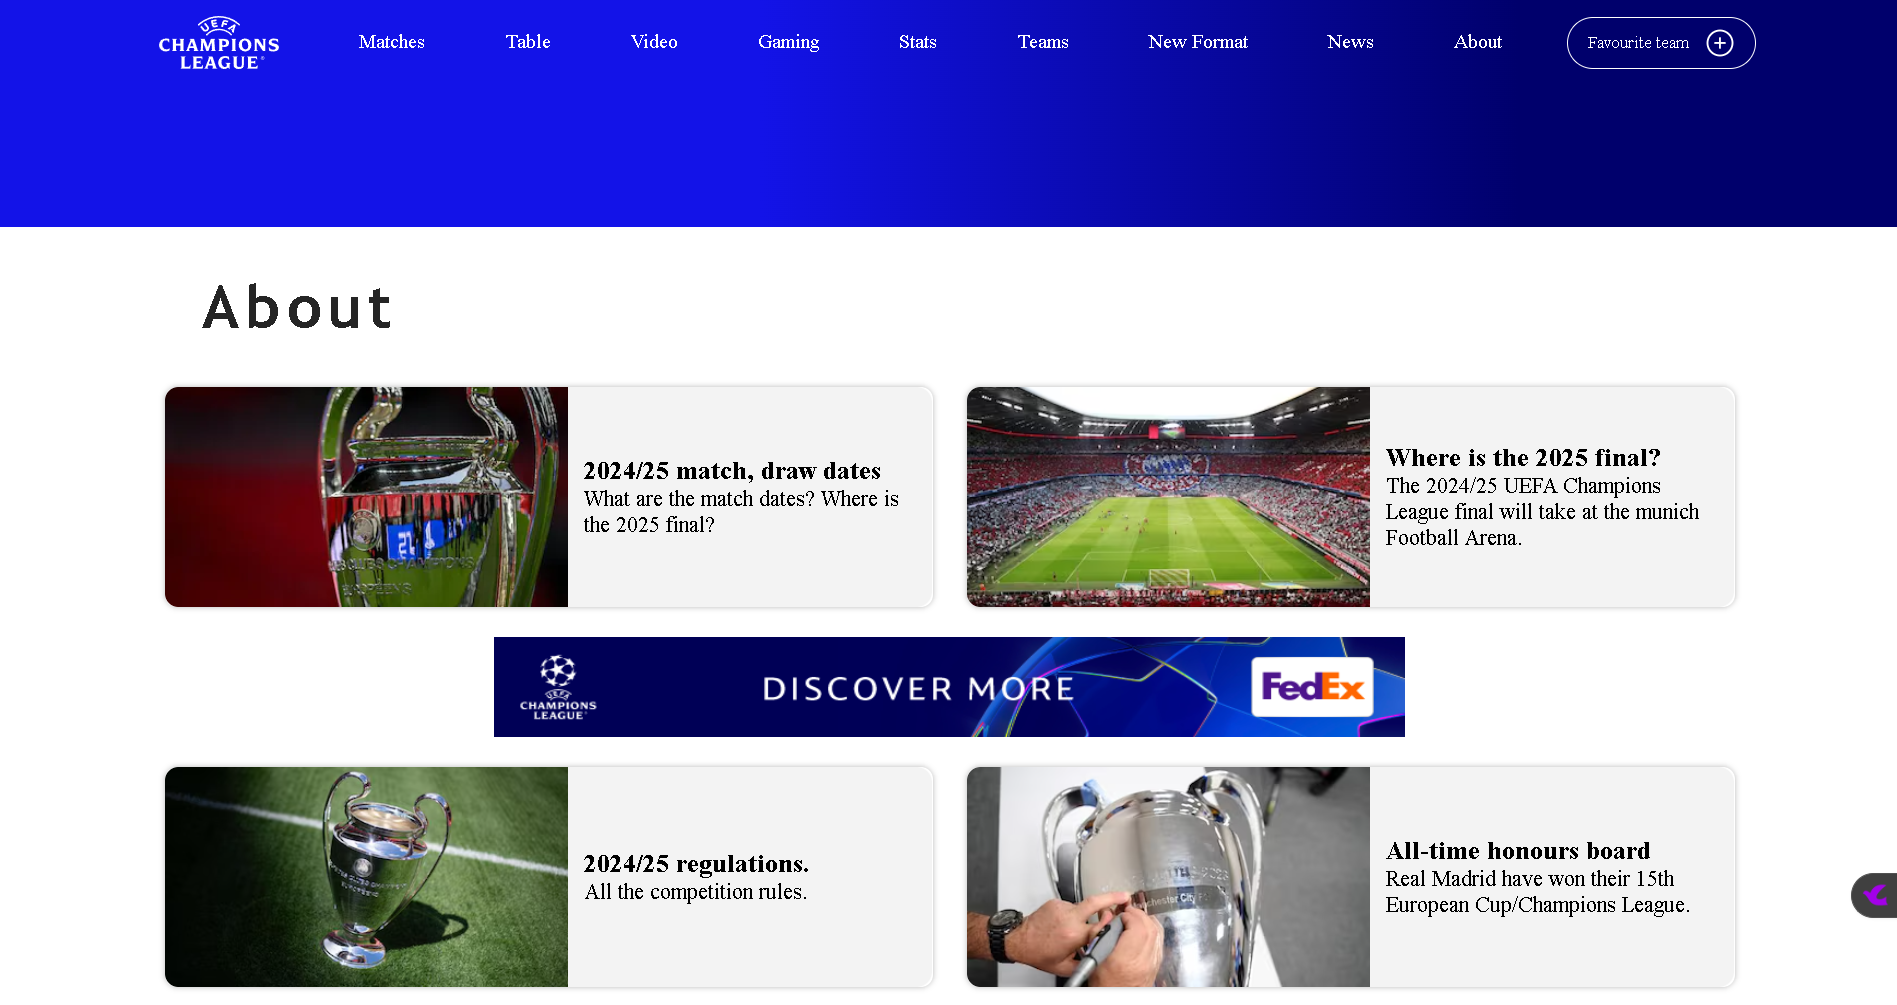 UEFA
CHAMPIONS
LEAGUE
Matches
Table
Video
Gaming
Stats
Teams
New Format
News
About
Favourite team
About
2024/25 match, draw dates
What are the match dates? Where is
the 2025 final?
Where is the 2025 final?
The 2024/25 UEFA Champions
League final will take at the munich
Football Arena.
UEFA
CHAMPIONS
LEAGUE
DISCOVER MORE
FedEx
2024/25 regulations.
All the competition rules.
All-time honours board
Real Madrid have won their 15th
European Cup/Champions League.